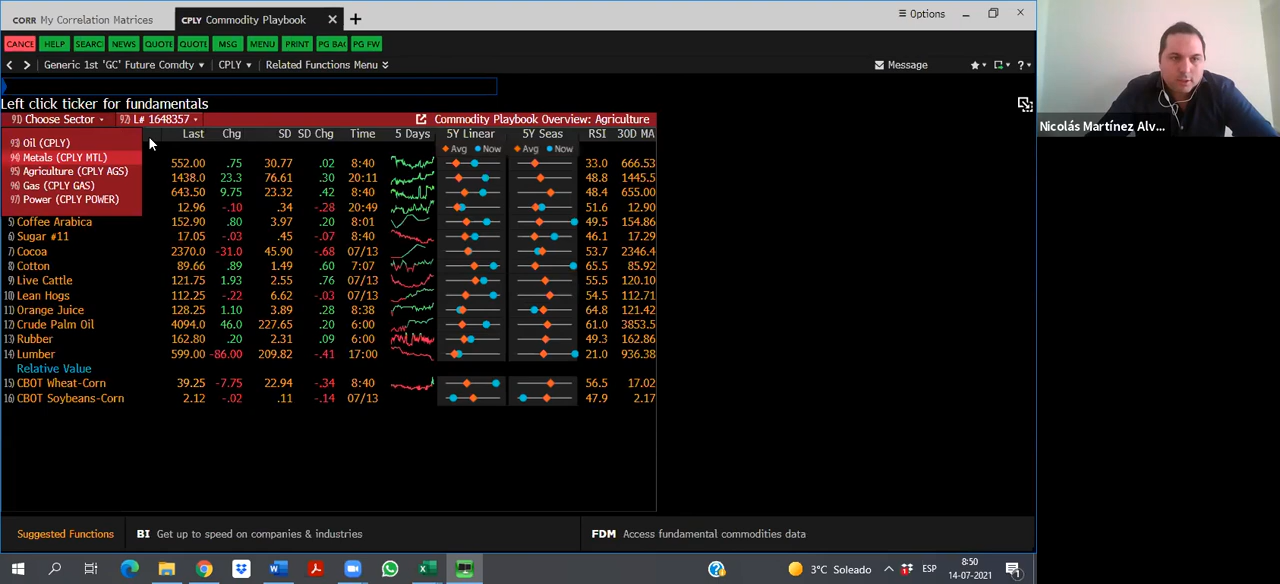 CORR My Correlation Matrices CPLY Commodity Playbook × + Options
CANCE HELP SEARC NEWS QUOTE QUOTE MSG MENU PRINT PG BAC PG FW
< > Generic 1st 'GC' Future Comdty CPLY Related Functions Menu Message
Left click ticker for fundamentals
91) Choose Sector 92) L# 1648357 Commodity Playbook Overview: Agriculture
Last Chg SD SD Chg Time 5 Days 5Y Linear 5Y Seas RSI 30D MA
Avg Now Avg Now
93) Oil (CPLY)
94) Metals (CPLY MTL)
95) Agriculture (CPLY AGS)
96) Gas (CPLY GAS)
97) Power (CPLY POWER)
552.00 .75 30.77 .02 8:40 33.0 666.53
1438.0 23.3 76.61 .30 20:11 48.8 1445.5
643.50 9.75 23.32 .42 8:40 48.4 655.00
12.96 -.10 .34 -.28 20:49 51.6 12.90
5) Coffee Arabica 152.90 .80 3.97 .20 8:01 49.5 154.86
6) Sugar #11 17.05 -.03 .45 -.07 8:40 46.1 17.29
7) Cocoa 2370.0 -31.0 45.90 -.68 07/13 53.7 2346.4
8) Cotton 89.66 .89 1.49 .60 7:07 65.5 85.92
9) Live Cattle 121.75 1.93 2.55 .76 07/13 55.5 120.10
10) Lean Hogs 112.25 -.22 6.62 -.03 07/13 54.5 112.71
11) Orange Juice 128.25 1.10 3.89 .28 8:38 64.8 121.42
12) Crude Palm Oil 4094.0 46.0 227.65 .20 6:00 61.0 3853.5
13) Rubber 162.80 .20 2.31 .09 6:00 49.3 162.86
14) Lumber 599.00 -86.00 209.82 -.41 17:00 21.0 936.38
Relative Value
15) CBOT Wheat-Corn 39.25 -7.75 22.94 -.34 8:40 56.5 17.02
16) CBOT Soybeans-Corn 2.12 -.02 .11 -.14 07/13 47.9 2.17
Suggested Functions BI Get up to speed on companies & industries FDM Access fundamental commodities data
3°C Soleado ESP 8:50
14-07-2021
Nicolás Martínez Alv...